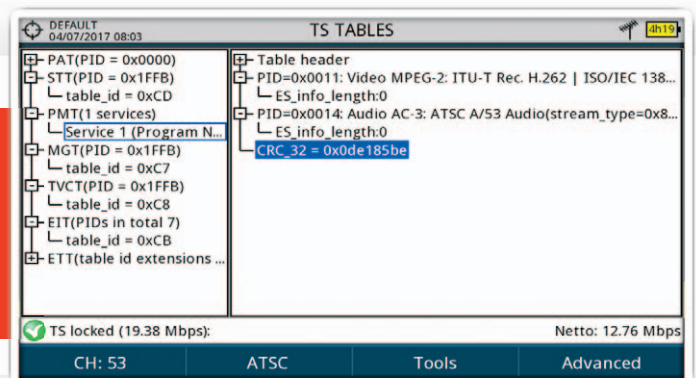 DEFAULT
04/07/2017 08:03
TS TABLES
4h19
PAT(PID = 0x0000)
STT(PID = 0x1FFB)
table_id = 0xCD
PMT(1 services)
Service 1 (Program N...
MGT(PID = 0x1FFB)
table_id = 0xC7
TVCT(PID = 0x1FFB)
table_id = 0xC8
EIT(PIDs in total 7)
table_id = 0xCB
ETT(table id extensions ...
Table header
PID=0x0011: Video MPEG-2: ITU-T Rec. H.262 | ISO/IEC 138...
ES_info_length:0
PID=0x0014: Audio AC-3: ATSC A/53 Audio(stream_type=0x8...
ES_info_length:0
CRC_32 = 0x0de185be
TS locked (19.38 Mbps):
Netto: 12.76 Mbps
CH: 53
ATSC
Tools
Advanced